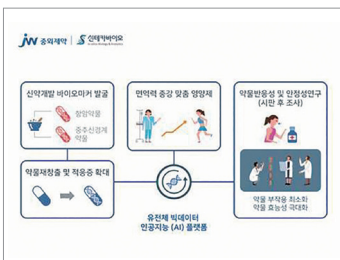 JW 중외제약
신테카바이오
신약개발 바이오마커 발굴
항암약물
중추신경계
약물
면역력 증강 맞춤 영양제
약물반응성 및 안정성연구
(시판 후 조사)
약물재창출 및 적응증 확대
유전체 빅데이터
인공지능 (AI) 플랫폼
약물 부작용 최소화
약물 효능성 극대화